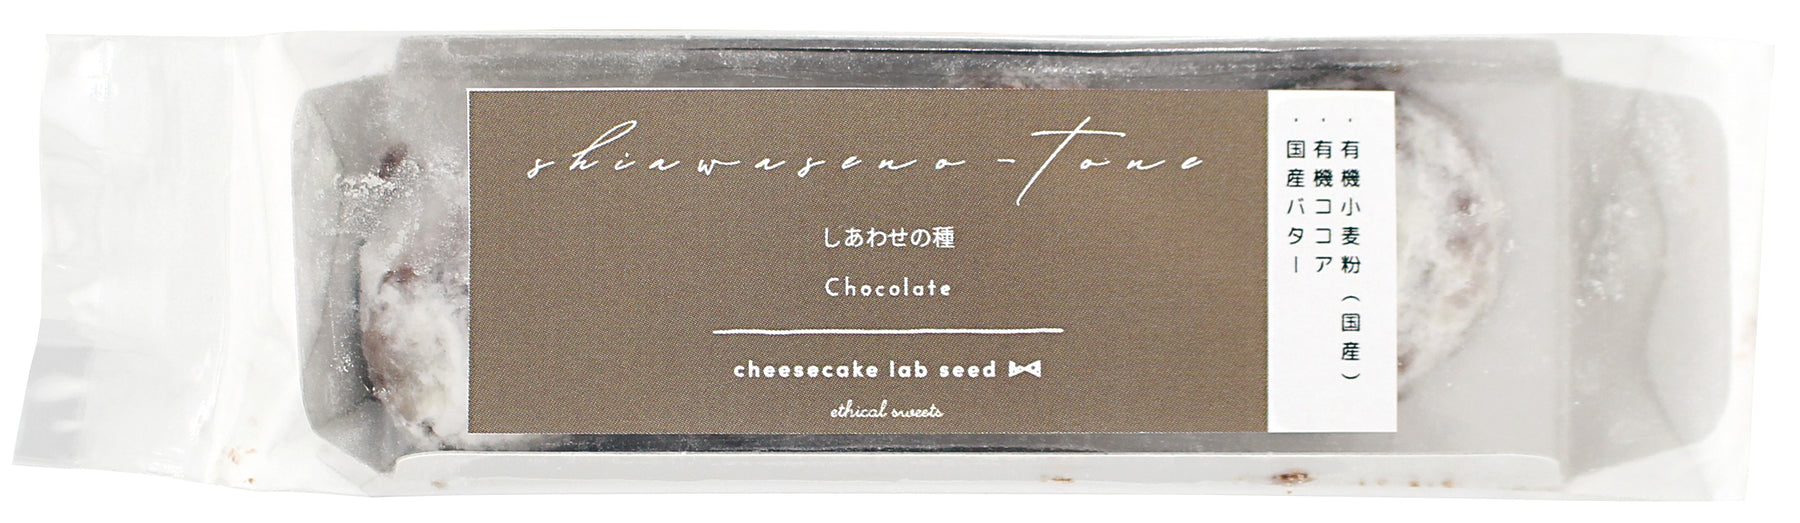 shiawaseno-Tone
しあわせの種
Chocolate
cheesecake lab seed
ethical sweets
・有機小麦粉（国産）
・有機ココア
・国産バター